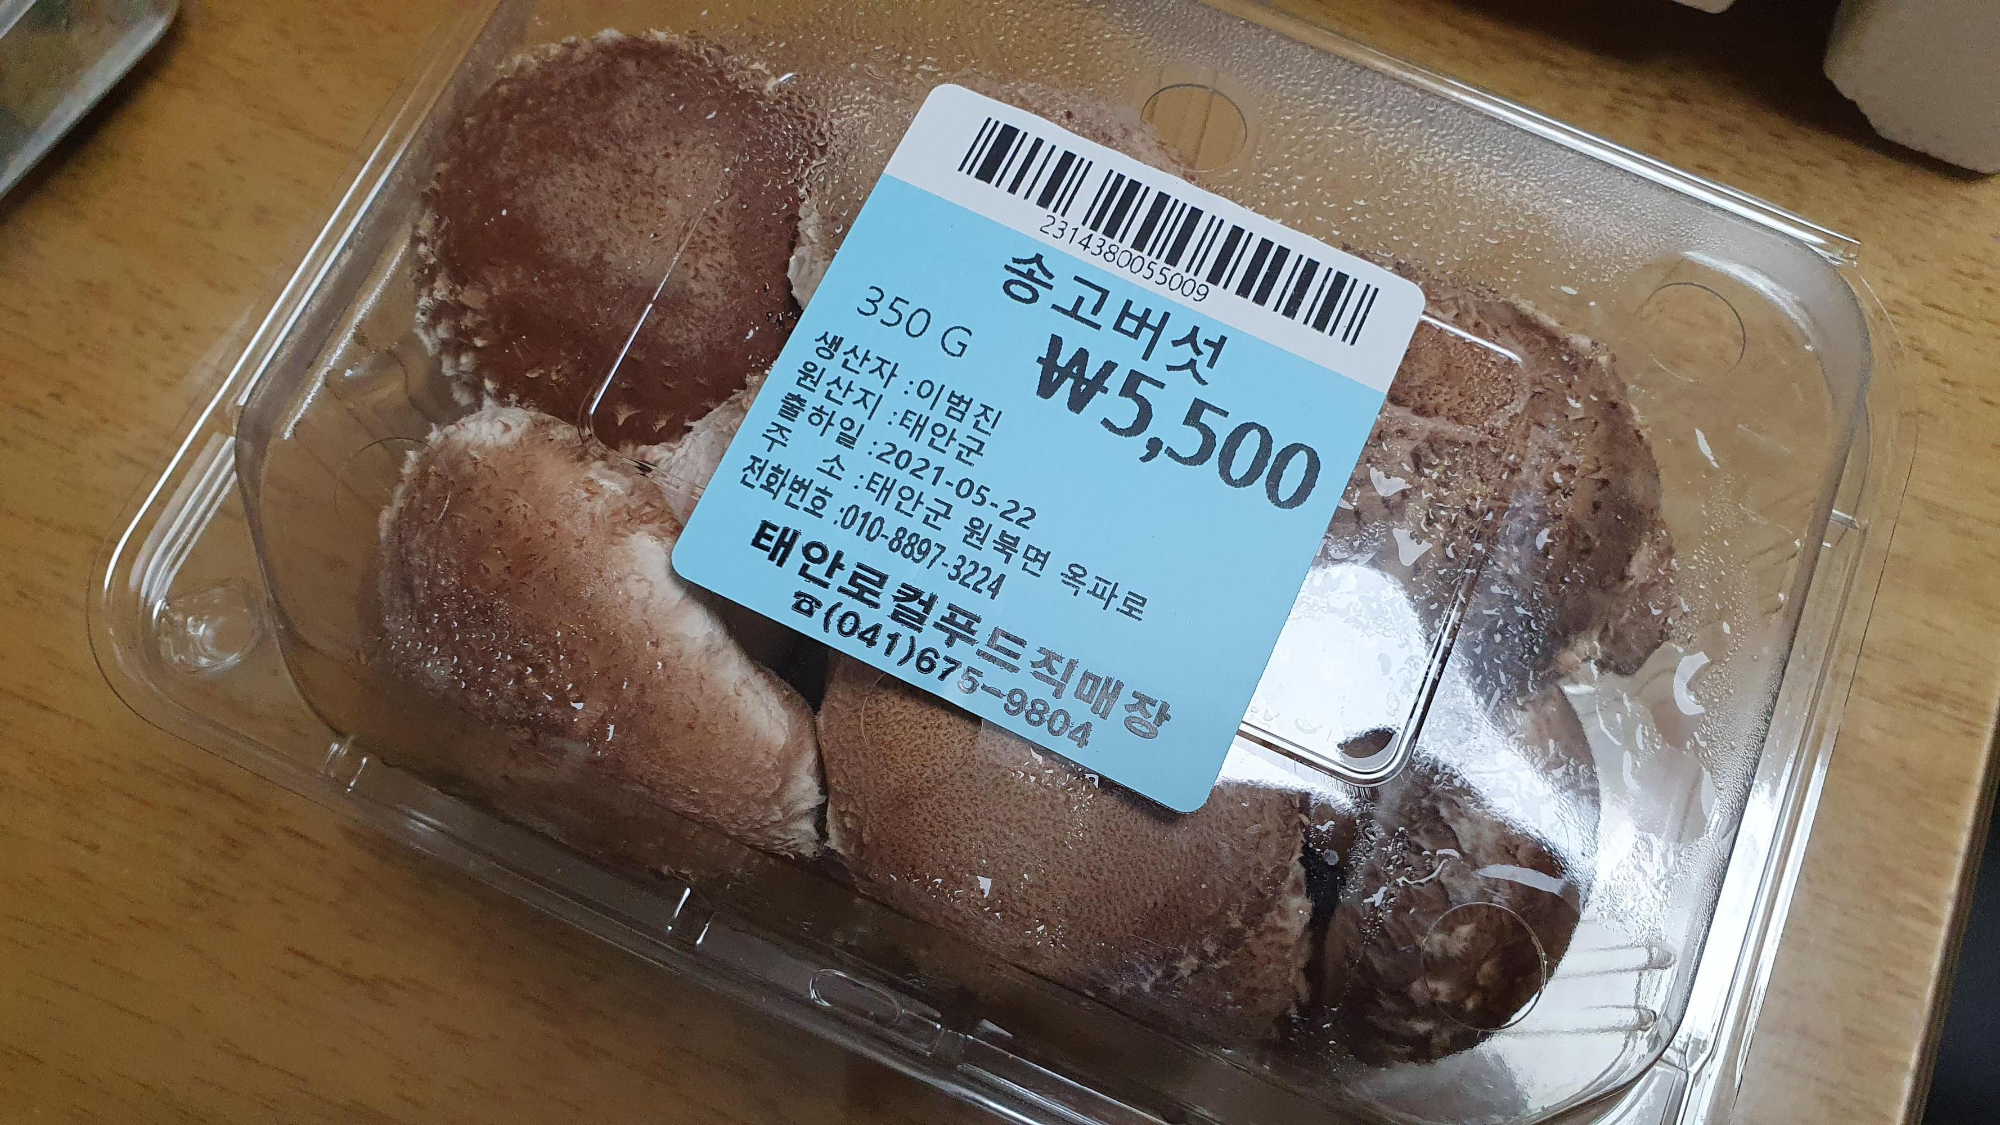 2314380055009
송고버섯
350 G
₩5,500
생산자 :이범진
원산지 :태안군
출하일 :2021-05-22
주 소 :태안군 원북면 옥파로
전화번호 :010-8897-3224
태안로컬푸드직매장
☎(041)675-9804